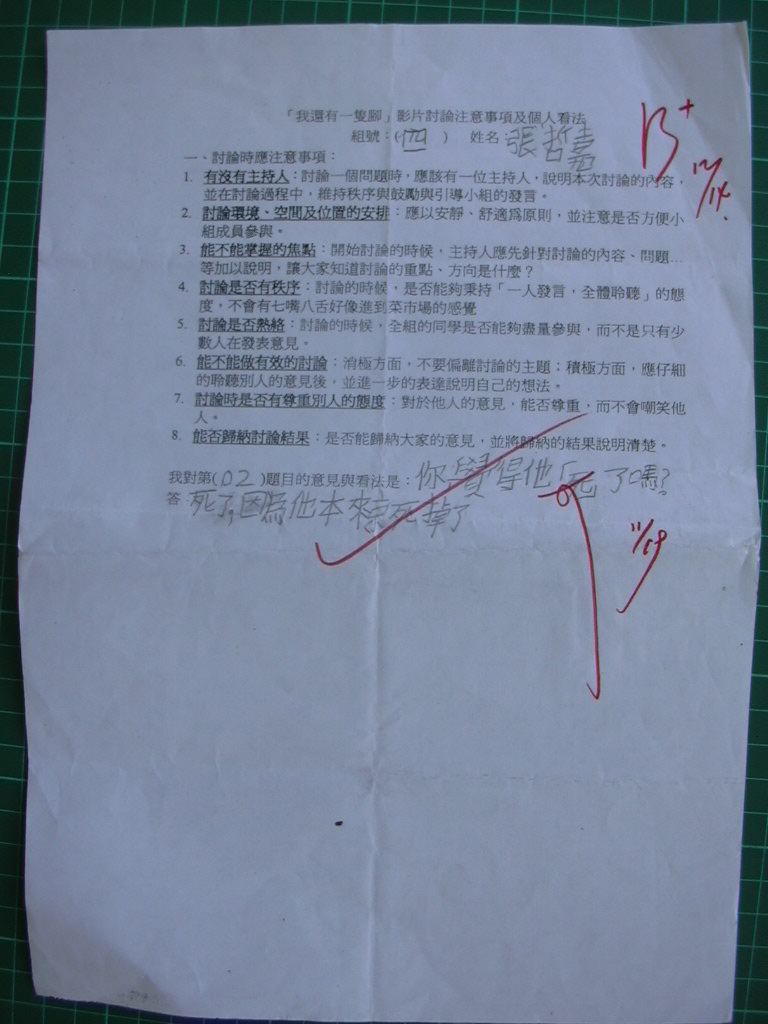 「我還有一隻腳」影片討論注意事項及個人看法
組號：(四 ) 姓名：張哲嘉
B+
12/14.
一、討論時應注意事項：
1. 有沒有主持人：討論一個問題時，應該有一位主持人，說明本次討論的內容，
並在討論過程中，維持秩序與鼓勵與引導小組的發言。
2. 討論環境、空間及位置的安排：應以安靜、舒適爲原則，並注意是否方便小
組成員參與。
3. 能不能掌握的焦點：開始討論的時候，主持人應先針對討論的內容、問題…
等加以說明，讓大家知道討論的重點、方向是什麼？
4. 討論是否有秩序：討論的時候，是否能夠秉持「一人發言，全體聆聽」的態
度，不會有七嘴八舌好像進到菜市場的感覺
5. 討論是否熱絡：討論的時候，全組的同學是否能夠盡量參與，而不是只有少
數人在發表意見。
6. 能不能做有效的討論：消極方面，不要偏離討論的主題；積極方面，應仔細
的聆聽別人的意見後，並進一步的表達說明自己的想法。
7. 討論時是否有尊重別人的態度：對於他人的意見，能否尊重，而不會嘲笑他
人。
8. 能否歸納討論結果：是否能歸納大家的意見，並將歸納的結果說明清楚。
我對第(02)題目的意見與看法是：你覺得他死了嗎?
答 死了,因為他本來京死掉了
11/19